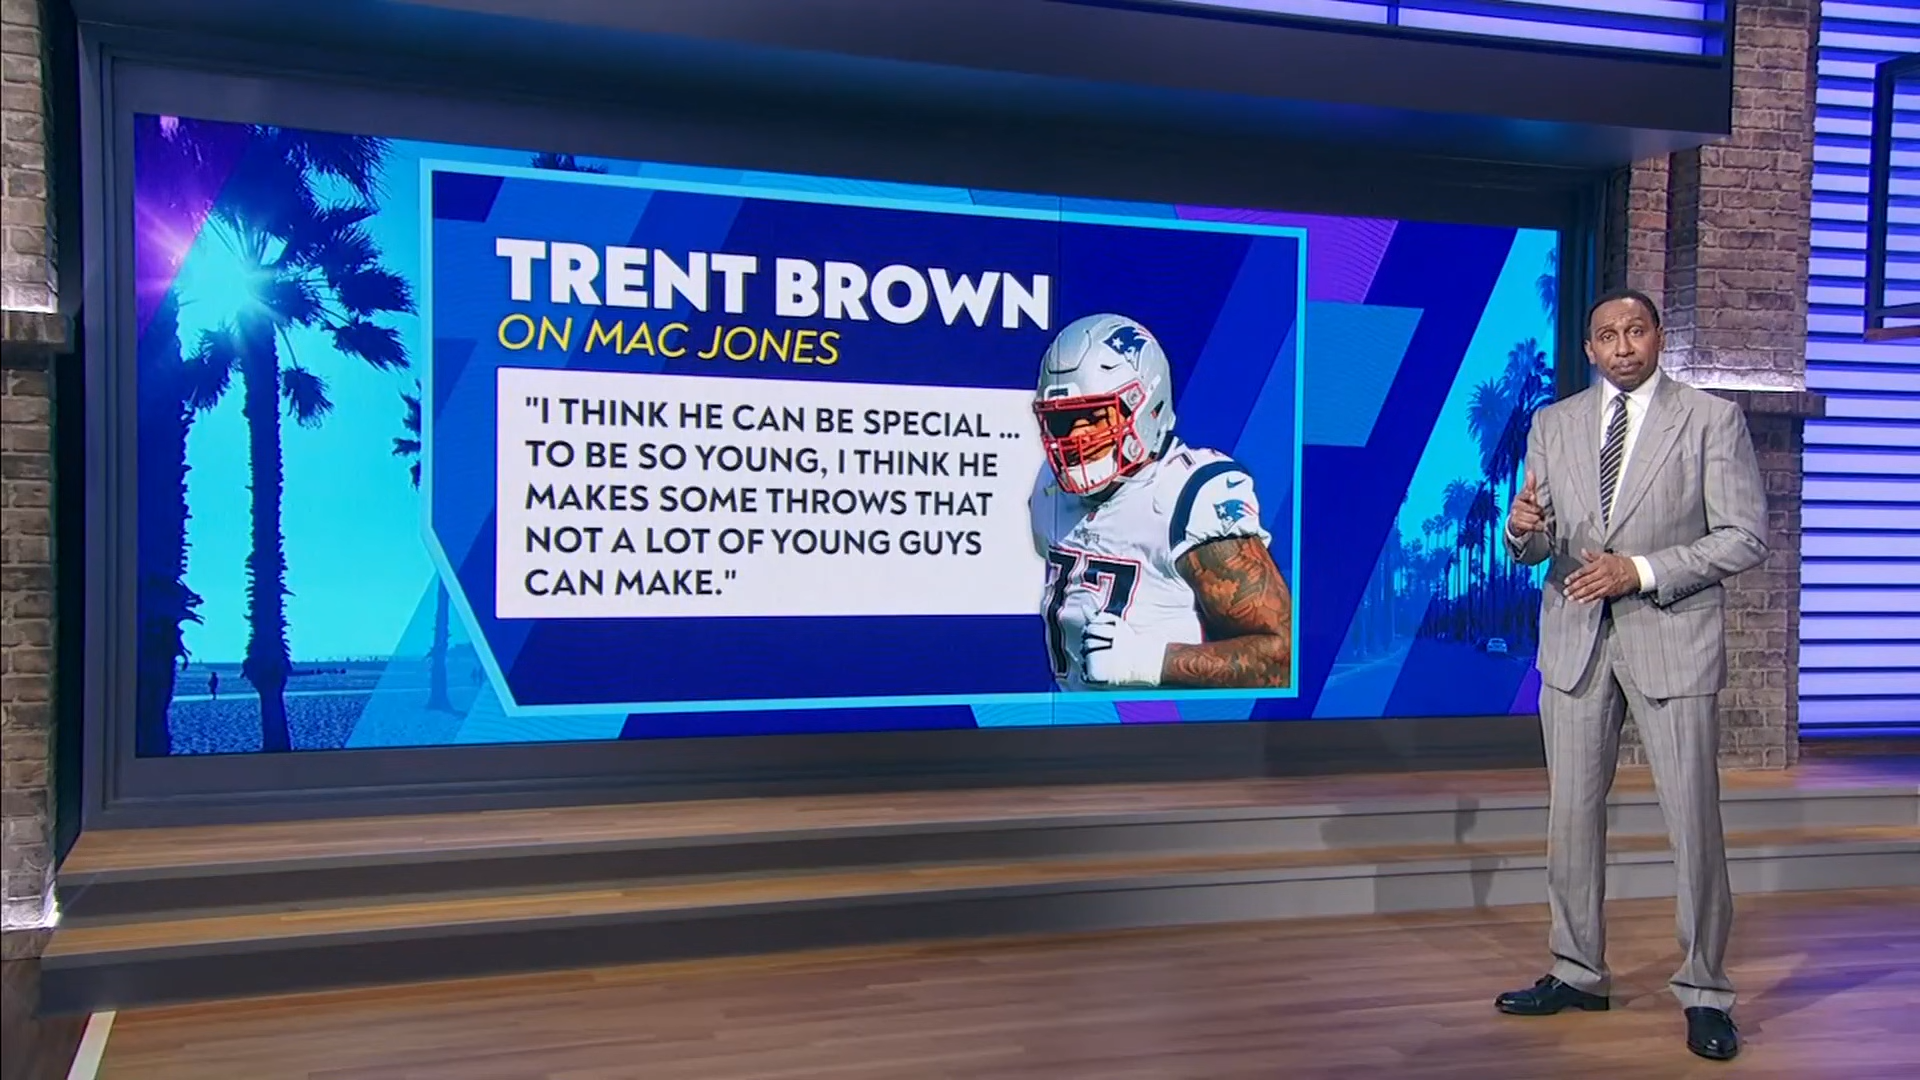 TRENT BROWN
ON MAC JONES
"I THINK HE CAN BE SPECIAL ...
TO BE SO YOUNG, I THINK HE
MAKES SOME THROWS THAT
NOT A LOT OF YOUNG GUYS
CAN MAKE."
77